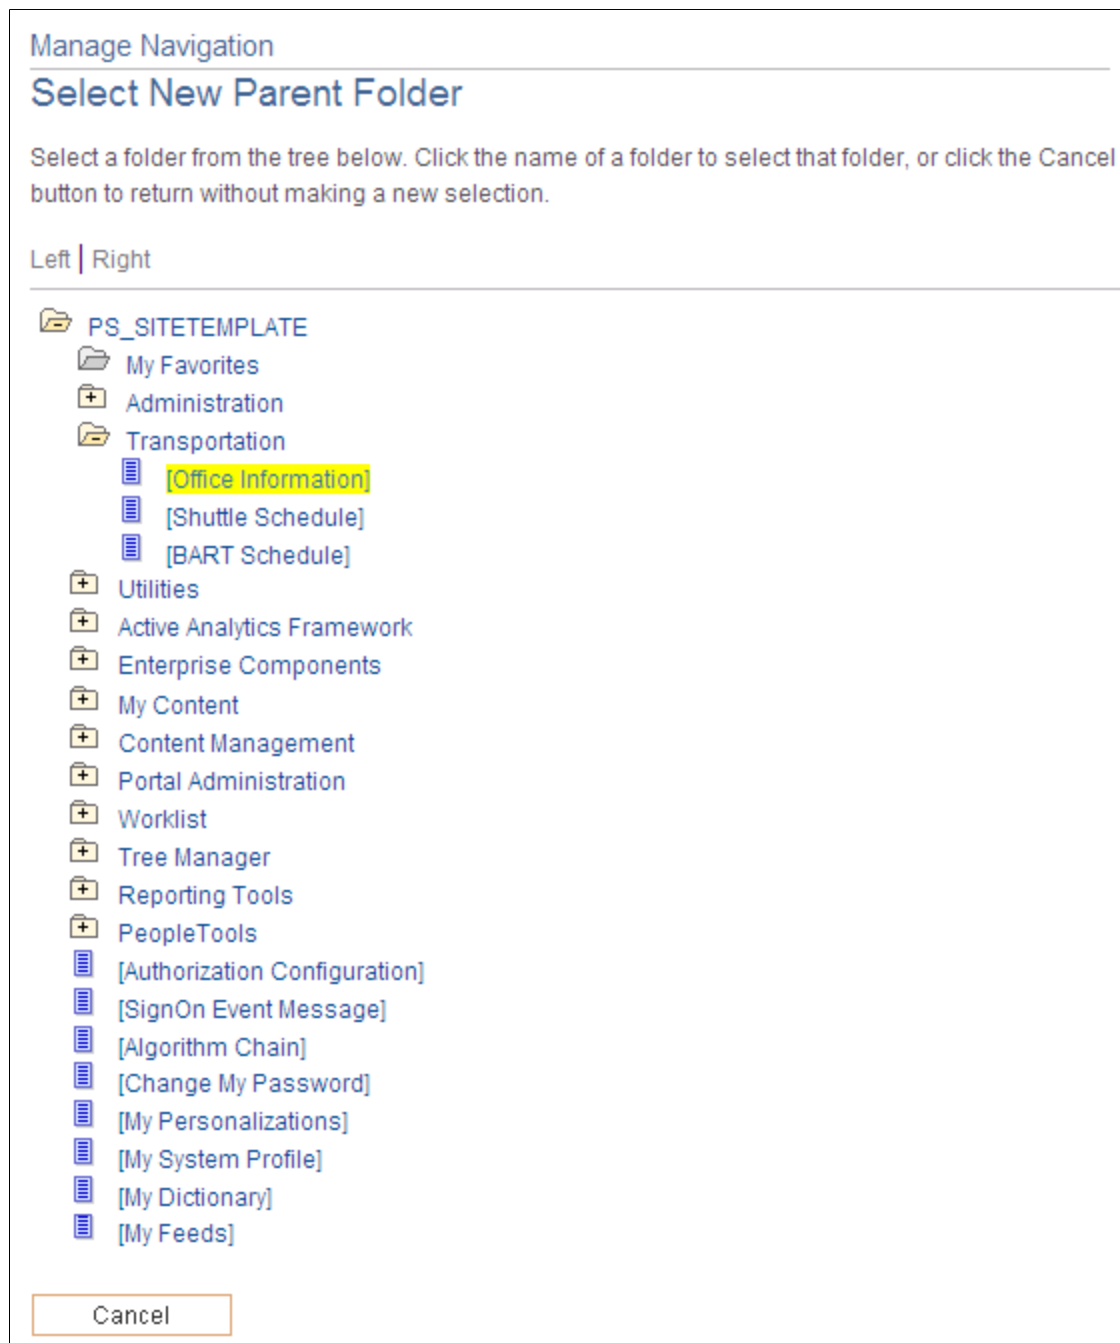 Manage Navigation
Select New Parent Folder
Select a folder from the tree below. Click the name of a folder to select that folder, or click the Cancel
button to return without making a new selection.
Left | Right
PS_SITETEMPLATE
My Favorites
Administration
Transportation
[Office Information]
[Shuttle Schedule]
[BART Schedule]
Utilities
Active Analytics Framework
Enterprise Components
My Content
Content Management
Portal Administration
Worklist
Tree Manager
Reporting Tools
PeopleTools
[Authorization Configuration]
[SignOn Event Message]
[Algorithm Chain]
[Change My Password]
[My Personalizations]
[My System Profile]
[My Dictionary]
[My Feeds]
Cancel